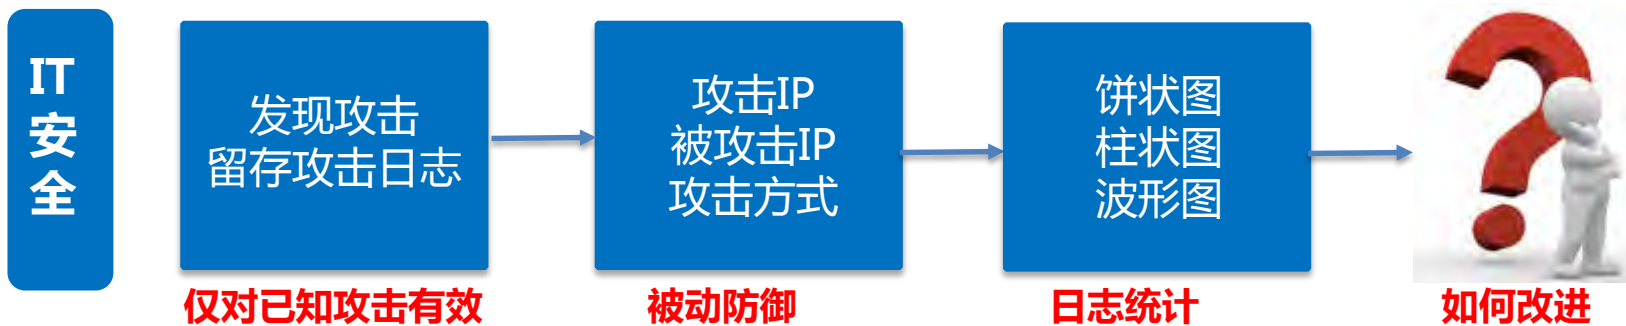 IT
安
全
发现攻击
留存攻击日志
攻击IP
被攻击IP
攻击方式
饼状图
柱状图
波形图
仅对已知攻击有效
被动防御
日志统计
如何改进